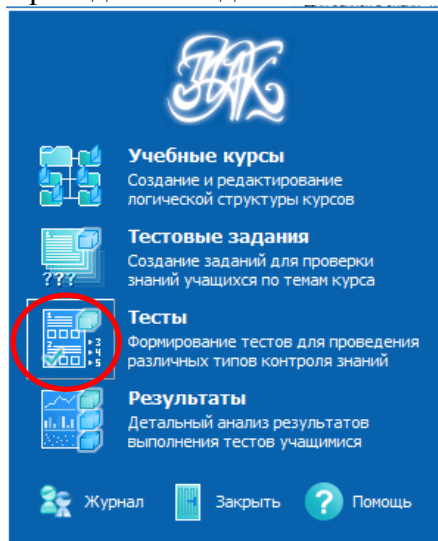 Учебные курсы
Создание и редактирование
логической структуры курсов
Тестовые задания
Создание заданий для проверки
знаний учащихся по темам курса
???
Тесты
Формирование тестов для проведения
различных типов контроля знаний
Результаты
Детальный анализ результатов
выполнения тестов учащимися
Журнал Закрыть ? Помощь